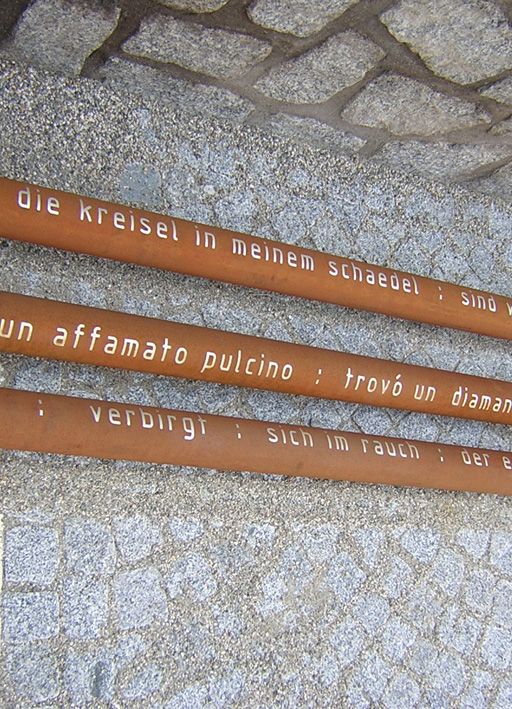 die kreisel in meinem schaedel : sind
un affamato pulcino : trovó un diaman
: verbirgt : sich im rauch : der e